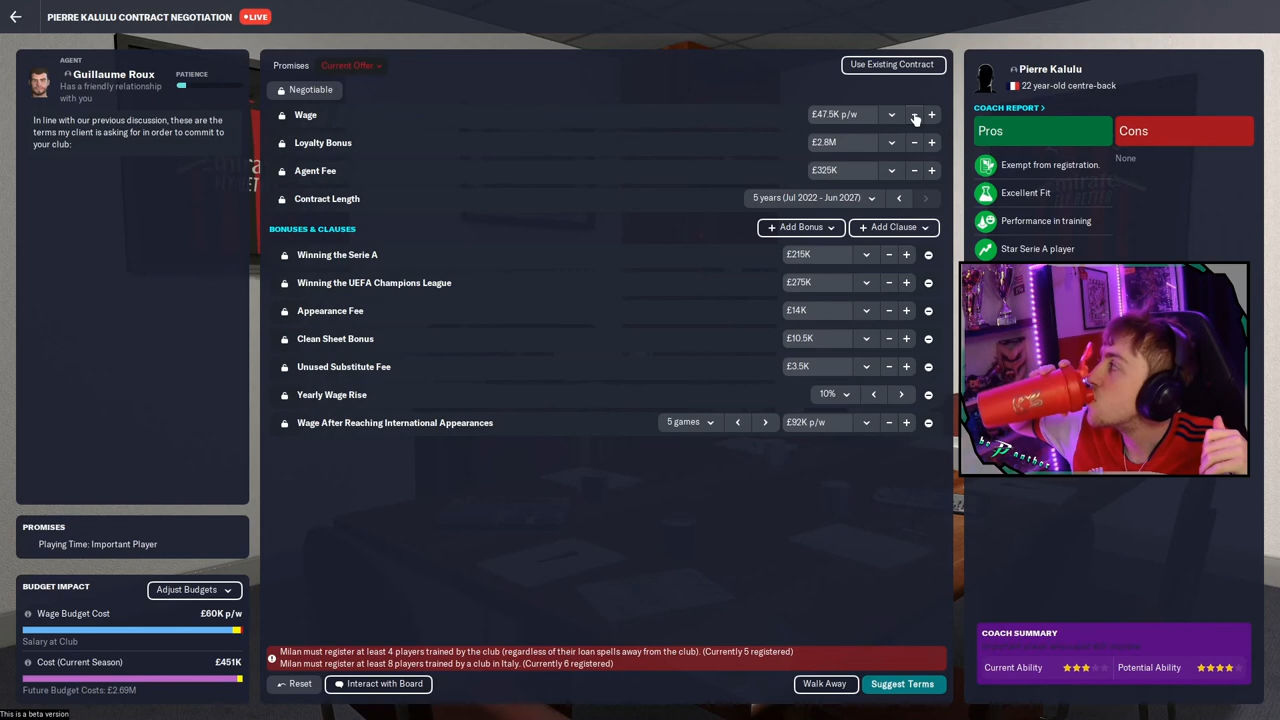 PIERRE KALULU CONTRACT NEGOTIATION
LIVE
AGENT
Guillaume Roux
Has a friendly relationship with you
PATIENCE
In line with our previous discussion, these are the
terms my client is asking for in order to commit to
your club:
PROMISES
Playing Time: Important Player
BUDGET IMPACT
Adjust Budgets
Wage Budget Cost £60K p/w
Salary at Club
Cost (Current Season) £451K
Future Budget Costs: £2.69M
Promises Current Offer
Use Existing Contract
Negotiable
Wage £47.5K p/w
Loyalty Bonus £2.8M
Agent Fee £325K
Contract Length 5 years (Jul 2022 - Jun 2027)
BONUSES & CLAUSES
Add Bonus
Add Clause
Winning the Serie A £215K
Winning the UEFA Champions League £275K
Appearance Fee £14K
Clean Sheet Bonus £10.5K
Unused Substitute Fee £3.5K
Yearly Wage Rise 10%
Wage After Reaching International Appearances 5 games £92K p/w
Milan must register at least 4 players trained by the club (regardless of their loan spells away from the club). (Currently 5 registered)
Milan must register at least 8 players trained by a club in Italy. (Currently 6 registered)
Reset
Interact with Board
Walk Away
Suggest Terms
Pierre Kalulu
22 year-old centre-back
COACH REPORT >
Pros
Cons
Exempt from registration.
None
Excellent Fit
Performance in training
Star Serie A player
COACH SUMMARY
Current Ability
Potential Ability
This is a beta version